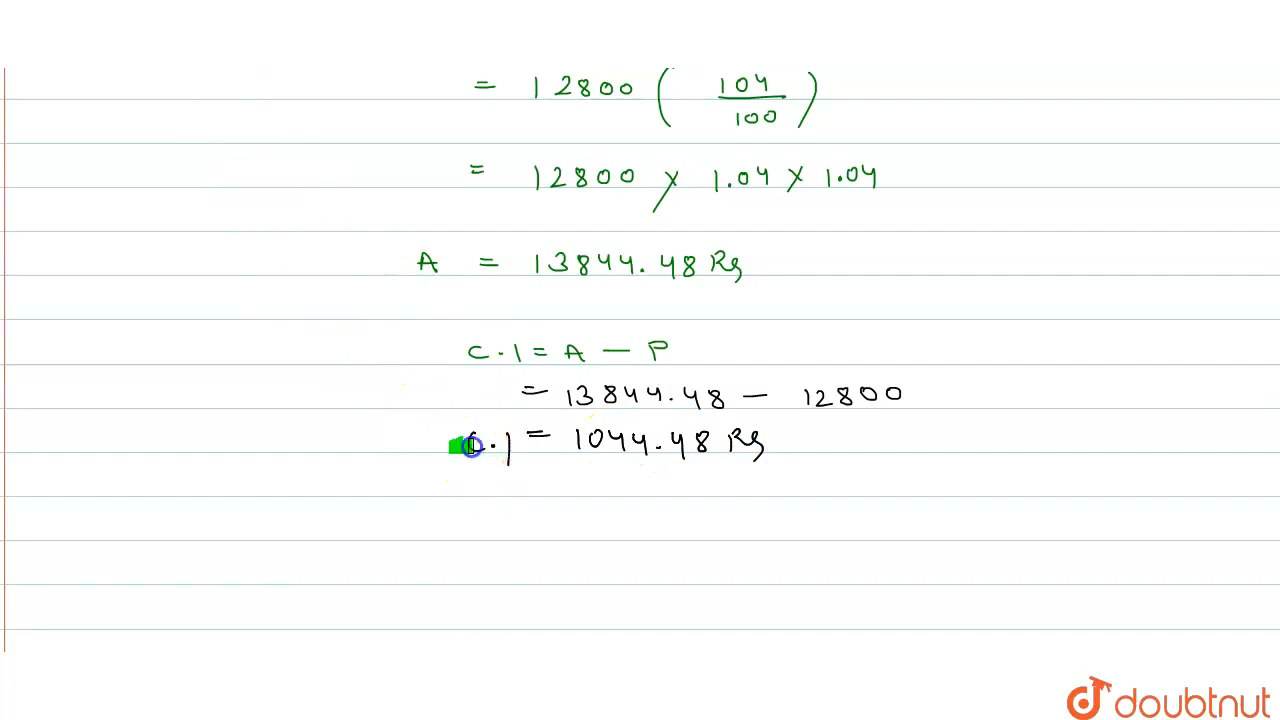 = 12800 ( 104/100 )
= 12800 x 1.04 x 1.04
A = 13844.48 Rs
C.I = A — P
= 13844.48 — 12800
C.I = 1044.48 Rs
doubtnut